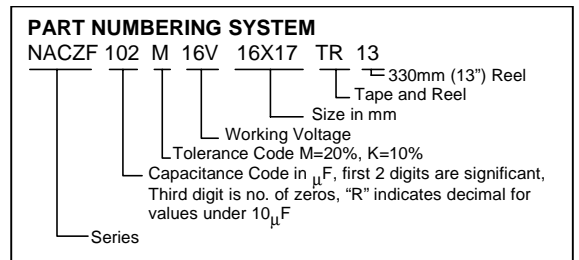 PART NUMBERING SYSTEM
NACZF 102 M 16V 16X17 TR 13
330mm (13”) Reel
Tape and Reel
Size in mm
Working Voltage
Tolerance Code M=20%, K=10%
Capacitance Code in μF, first 2 digits are significant,
Third digit is no. of zeros, “R” indicates decimal for
values under 10μF
Series